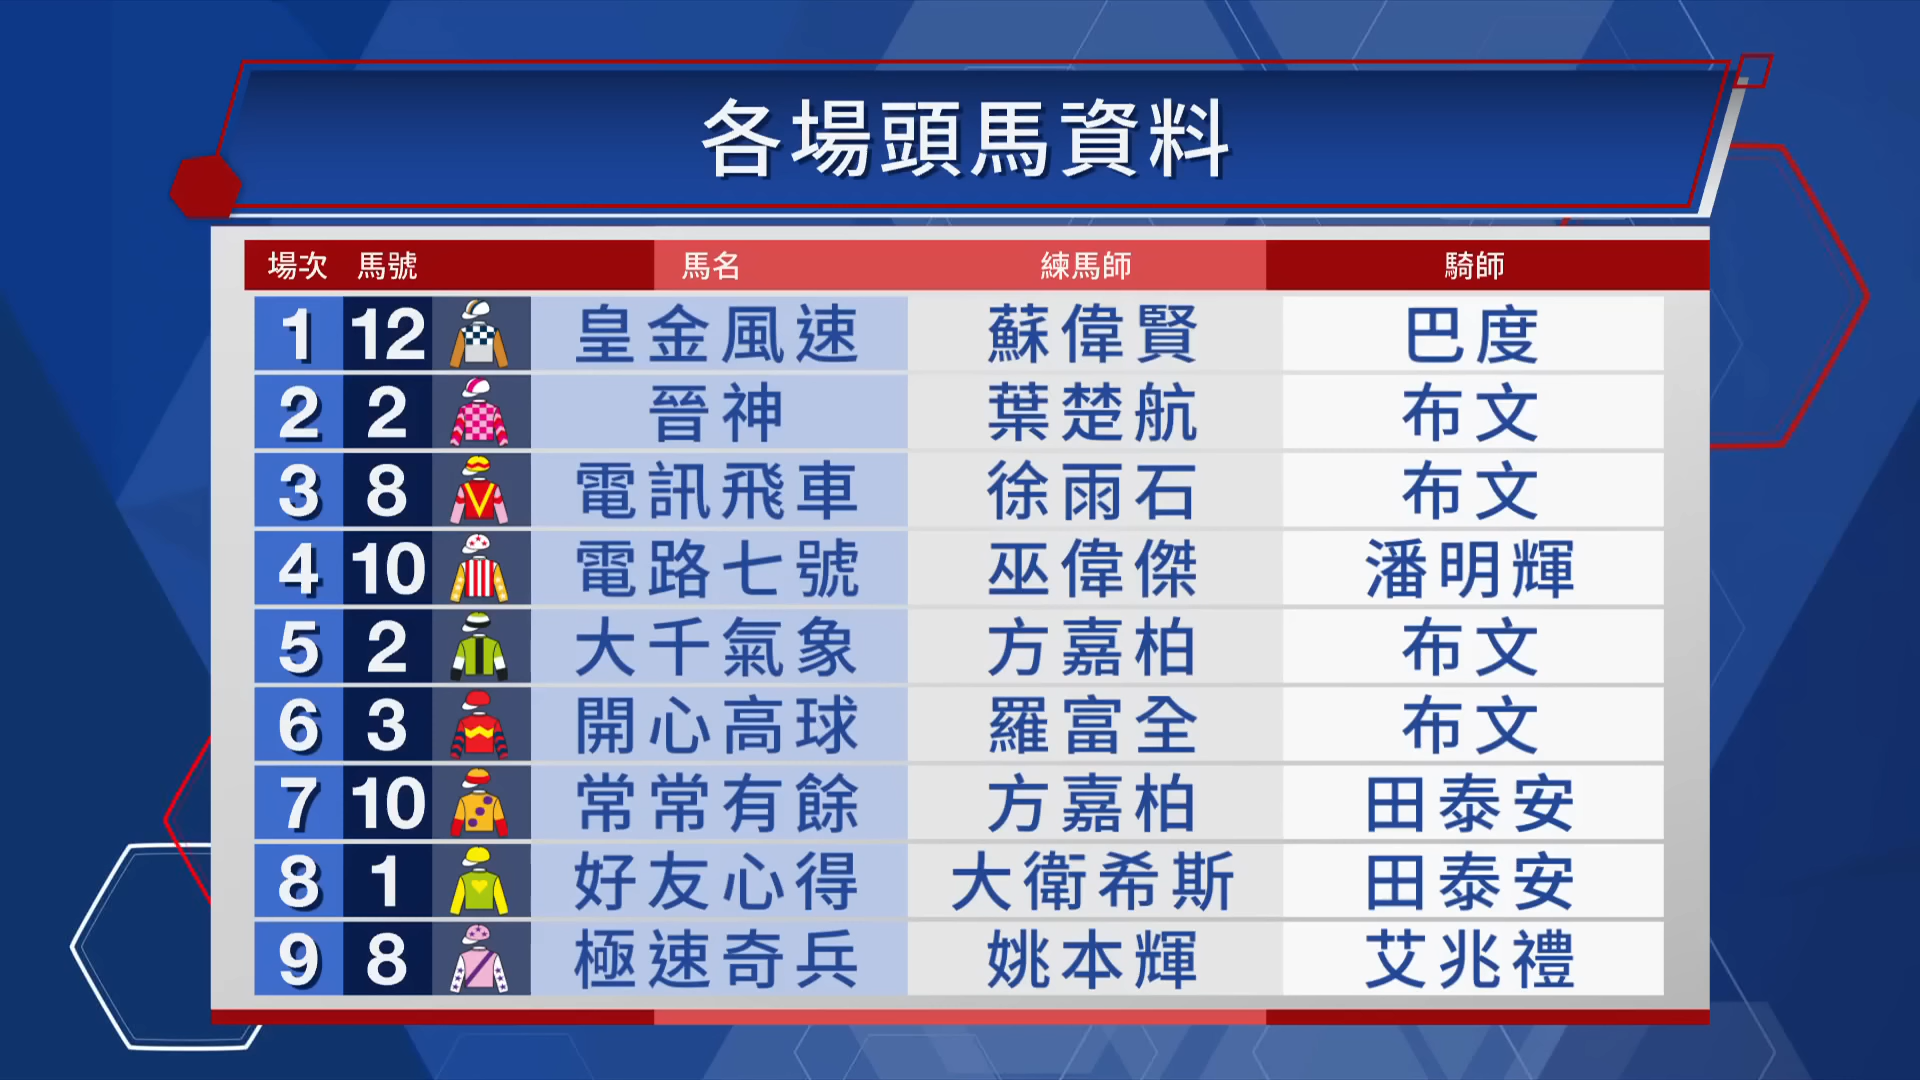 各場頭馬資料
場次 馬號 馬名 練馬師 騎師
1 12 皇金風速 蘇偉賢 巴度
2 2 晉神 葉楚航 布文
3 8 電訊飛車 徐雨石 布文
4 10 電路七號 巫偉傑 潘明輝
5 2 大千氣象 方嘉柏 布文
6 3 開心高球 羅富全 布文
7 10 常常有餘 方嘉柏 田泰安
8 1 好友心得 大衛希斯 田泰安
9 8 極速奇兵 姚本輝 艾兆禮